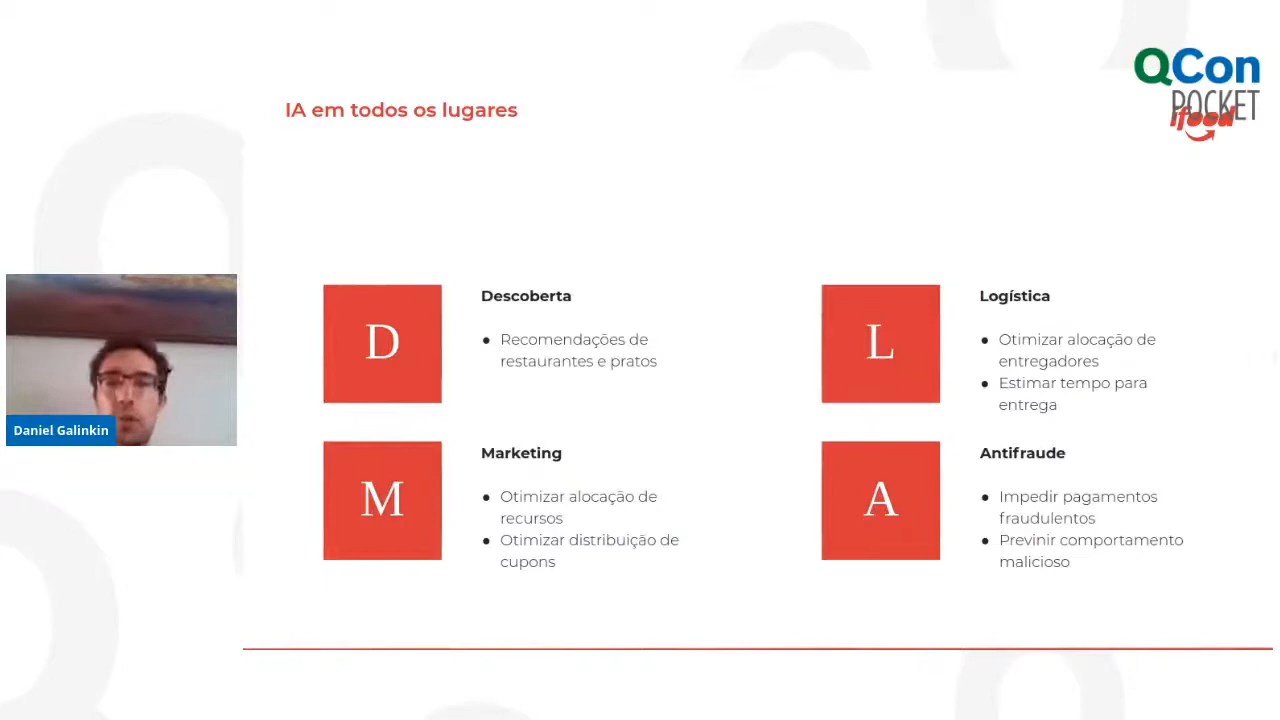 QCon
POCKET
ifood
IA em todos os lugares
D
Descoberta
● Recomendações de
restaurantes e pratos
L
Logística
● Otimizar alocação de
entregadores
● Estimar tempo para
entrega
Daniel Galinkin
M
Marketing
● Otimizar alocação de
recursos
● Otimizar distribuição de
cupons
A
Antifraude
● Impedir pagamentos
fraudulentos
● Previnir comportamento
malicioso